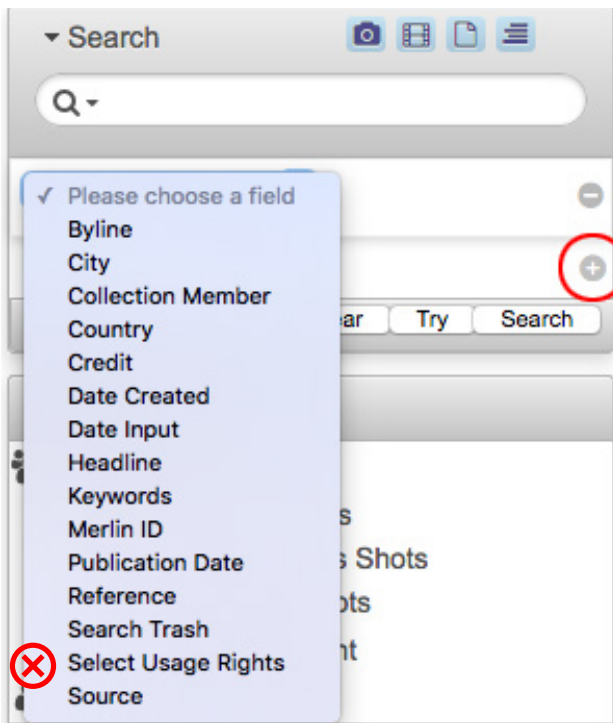 Search
Please choose a field
Byline
City
Collection Member
Country
Credit
Date Created
Date Input
Headline
Keywords
Merlin ID
Publication Date
Reference
Search Trash
Select Usage Rights
Source
Try Search
Shots